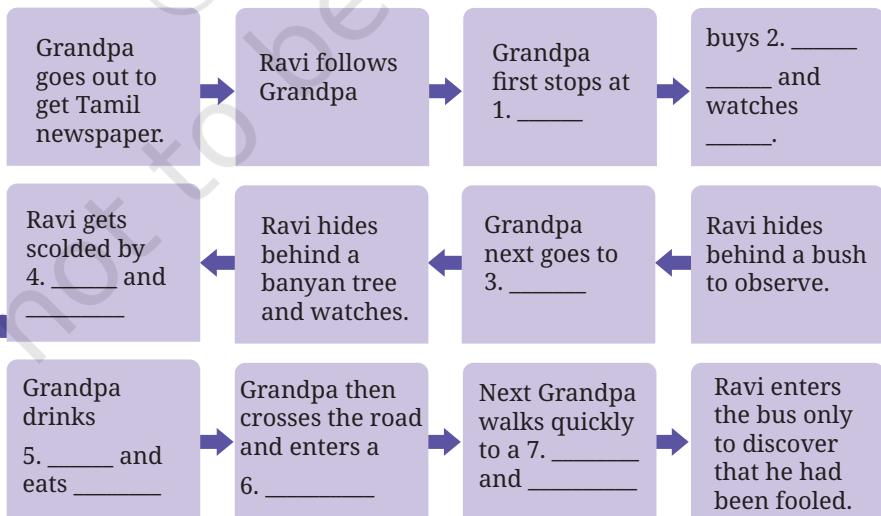 Grandpa
goes out to
get Tamil
newspaper.
Ravi follows
Grandpa
Grandpa
first stops at
1. ______
buys 2. ______
______ and
watches
______.
Ravi hides
behind a bush
to observe.
Grandpa
next goes to
3. _______
Ravi hides
behind a
banyan tree
and watches.
Ravi gets
scolded by
4. ______ and
_________
Grandpa
drinks
5. ______ and
eats ________
Grandpa then
crosses the road
and enters a
6. __________
Next Grandpa
walks quickly
to a 7. ________
and __________
Ravi enters
the bus only
to discover
that he had
been fooled.
not to be